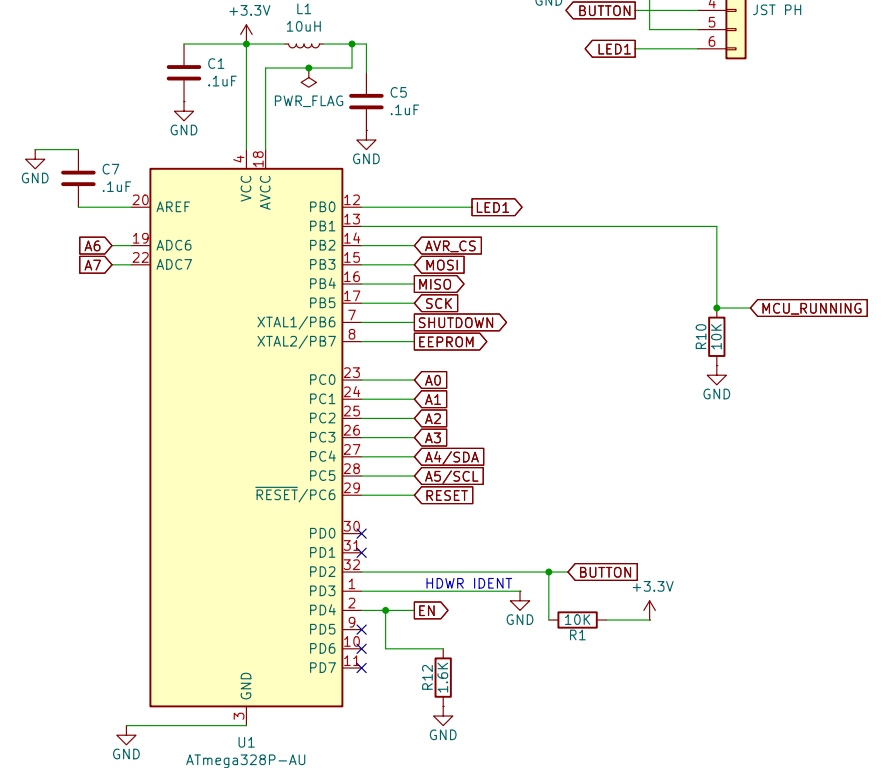 GND
BUTTON
4
JST PH
5
LED1
6
+3.3V
L1
10uH
C1
.1uF
GND
PWR_FLAG
C5
.1uF
GND
GND
C7
.1uF
4
18
VCC
AVCC
20 AREF
PB0 12
LED1
PB1 13
A6
19 ADC6
PB2 14
AVR_CS
A7
22 ADC7
PB3 15
MOSI
PB4 16
MISO
PB5 17
SCK
MCU_RUNNING
XTAL1/PB6 7
SHUTDOWN
XTAL2/PB7 8
EEPROM
R10
10K
GND
PC0 23
A0
PC1 24
A1
PC2 25
A2
PC3 26
A3
PC4 27
A4/SDA
PC5 28
A5/SCL
RESET/PC6 29
RESET
PD0 30
PD1 31
PD2 32
BUTTON
PD3 1
HDWR IDENT
GND
+3.3V
PD4 2
EN
10K
R1
PD5 9
PD6 10
PD7 11
R12
1.6K
GND
GND
3
GND
U1
ATmega328P-AU